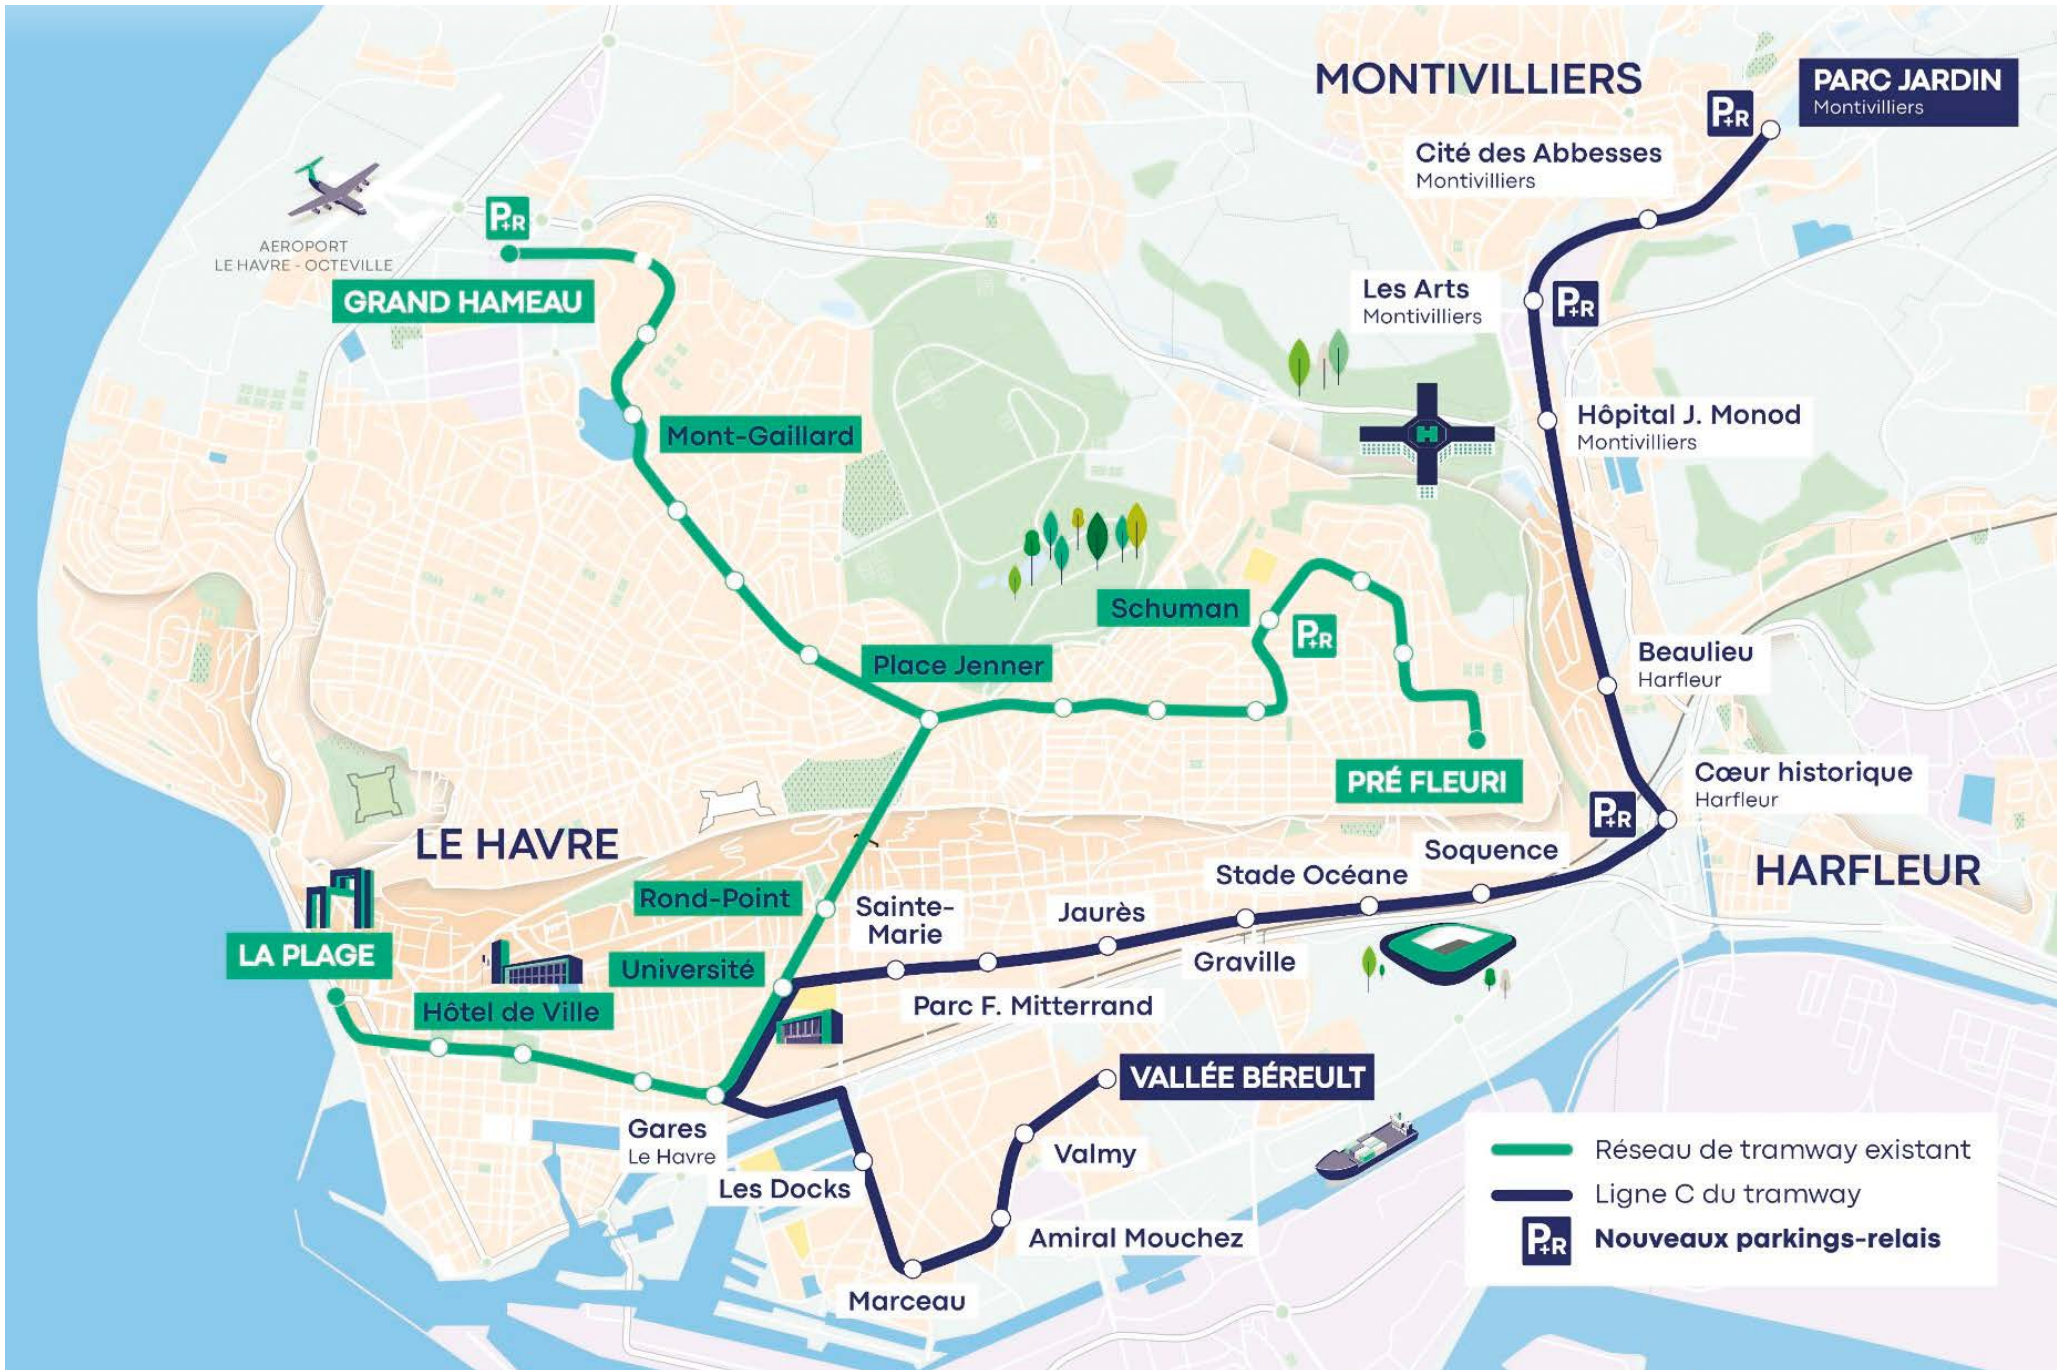 MONTIVILLIERS
P+R
PARC JARDIN
Montivilliers
Cité des Abbesses
Montivilliers
P+R
AEROPORT
LE HAVRE - OCTEVILLE
GRAND HAMEAU
Les Arts
Montivilliers
P+R
Mont-Gaillard
H
Hôpital J. Monod
Montivilliers
Schuman
P+R
Place Jenner
Beaulieu
Harfleur
PRÉ FLEURI
Cœur historique
Harfleur
P+R
LE HAVRE
Soquence
HARFLEUR
Stade Océane
Rond-Point
Sainte-
Marie
Jaurès
LA PLAGE
Université
Graville
Hôtel de Ville
Parc F. Mitterrand
VALLÉE BÉREULT
Gares
Le Havre
Valmy
Les Docks
Amiral Mouchez
Marceau
Réseau de tramway existant
Ligne C du tramway
P+R Nouveaux parkings-relais